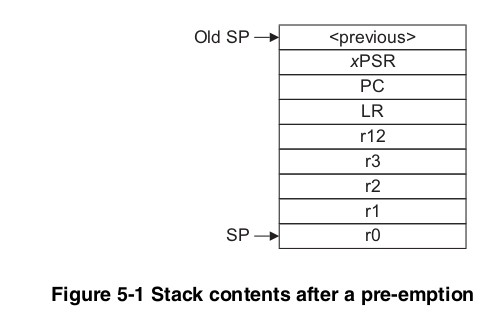 Old SP <previous>
xPSR
PC
LR
r12
r3
r2
r1
SP r0
Figure 5-1 Stack contents after a pre-emption